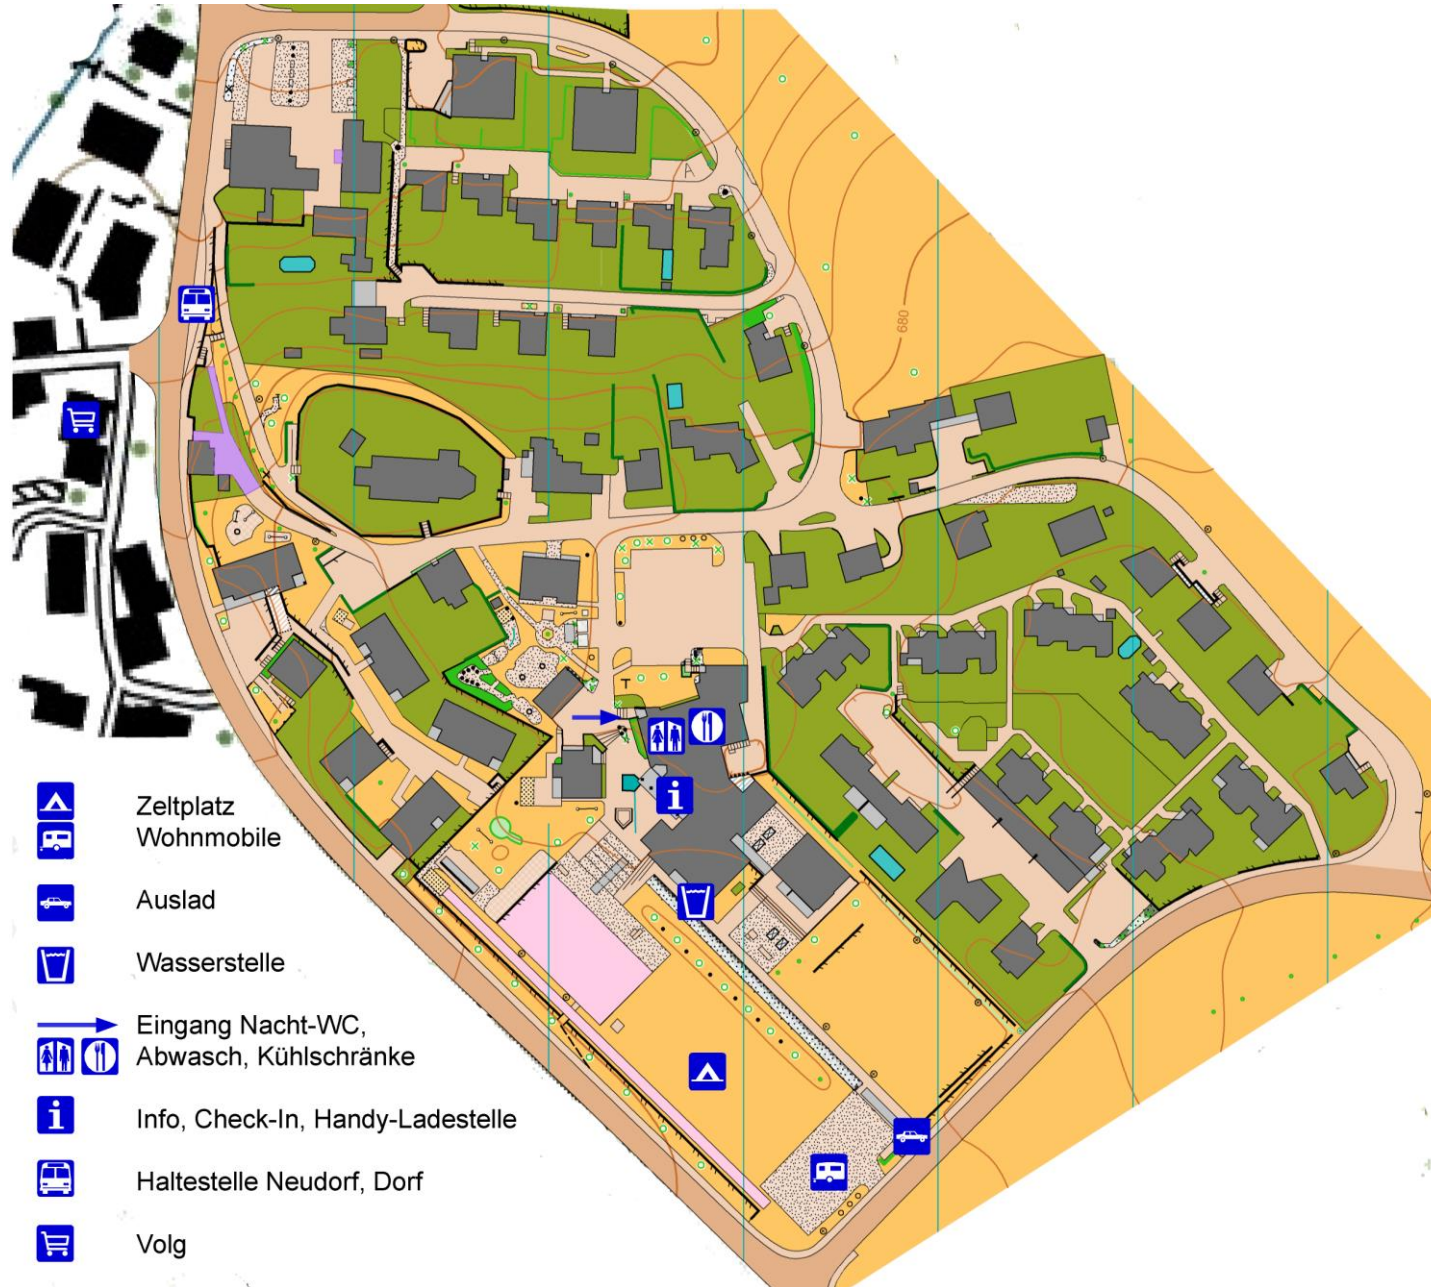 680
Zeltplatz
Wohnmobile
Auslad
Wasserstelle
Eingang Nacht-WC,
Abwasch, Kühlschränke
i
Info, Check-In, Handy-Ladestelle
Haltestelle Neudorf, Dorf
Volg
i